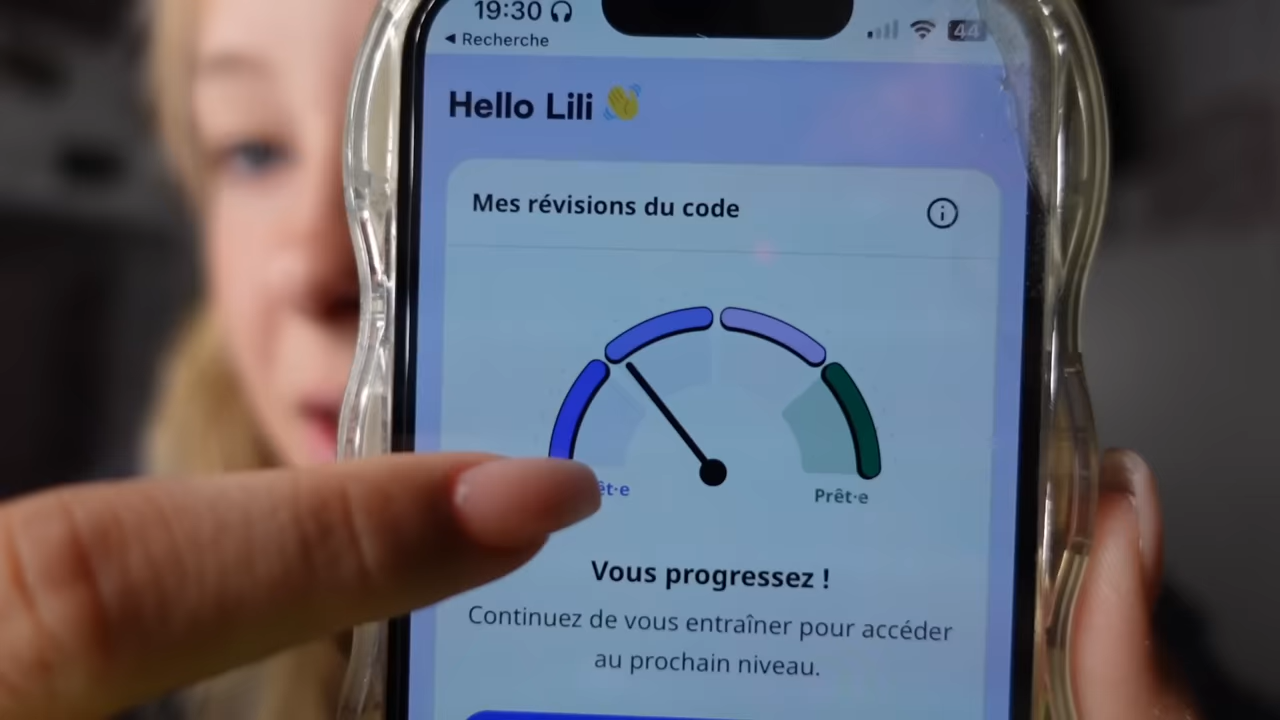 19:30
◀ Recherche
44
Hello Lili 👋
Mes révisions du code
Prêt·e
Vous progressez !
Continuez de vous entraîner pour accéder
au prochain niveau.